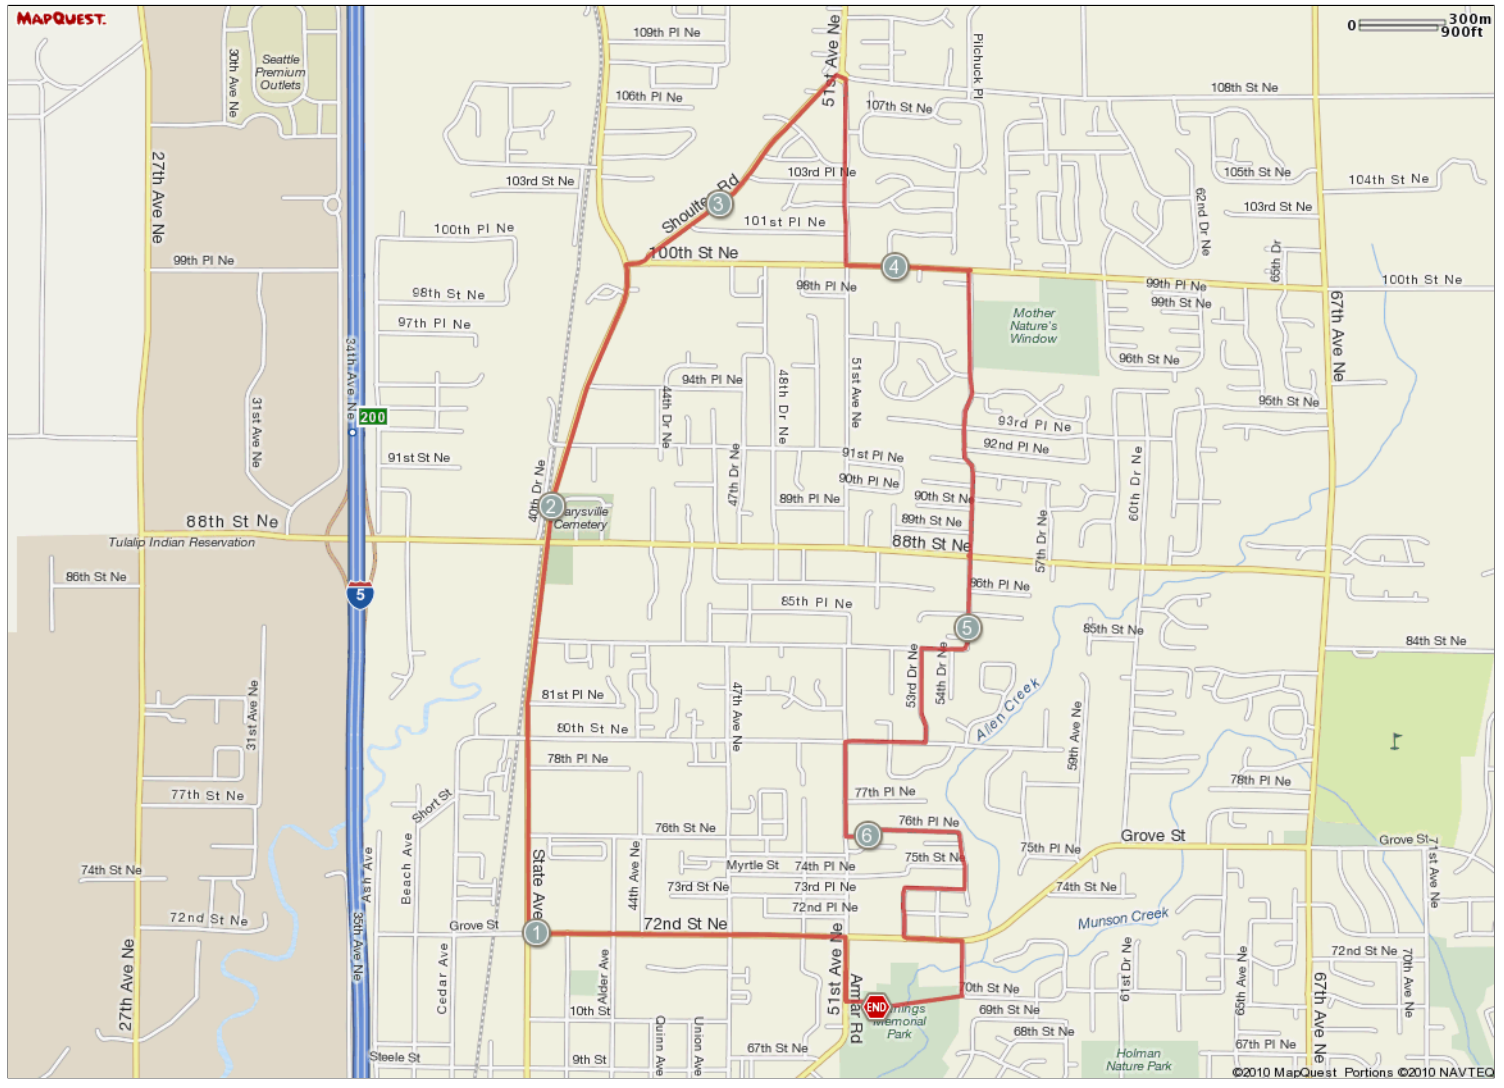 MAPQUEST.
300m
0
900ft
109th Pl Ne
51st Ave Ne
Pilchuck Pl
30th Ave Ne
Seattle
Premium
Outlets
106th Pl Ne
107th St Ne
108th St Ne
27th Ave Ne
103rd St Ne
103rd Pl Ne
105th St Ne
104th St Ne
62nd Dr Ne
103rd St Ne
3
101st Pl Ne
100th Pl Ne
100th St Ne
65th Dr
99th Pl Ne
4
99th Pl Ne
100th St Ne
98th St Ne
98th Pl Ne
99th St Ne
67th Ave Ne
97th Pl Ne
Mother
Nature's
Window
34th Ave Ne
96th St Ne
94th Pl Ne
51st Ave Ne
48th Dr Ne
44th Dr Ne
95th St Ne
200
31st Ave Ne
93rd Pl Ne
92nd Pl Ne
91st St Ne
91st Pl Ne
47th Dr Ne
60th Dr Ne
90th Pl Ne
40th Dr Ne
89th Pl Ne
90th St Ne
2
Cemetery
89th St Ne
57th Dr Ne
88th St Ne
88th St Ne
Tulalip Indian Reservation
86th St Ne
86th Pl Ne
5
85th Pl Ne
5
85th St Ne
84th St Ne
53rd Dr Ne
54th Dr Ne
81st Pl Ne
47th Ave Ne
31st Ave Ne
Allen Creek
59th Ave Ne
80th St Ne
78th Pl Ne
78th Pl Ne
77th St Ne
77th Pl Ne
Short St
76th St Ne
6
76th Pl Ne
Grove St
Grove St
75th Pl Ne
75th St Ne
71st Ave Ne
74th St Ne
Ash Ave
Beach Ave
State Ave
44th Ave Ne
Myrtle St
74th Pl Ne
73rd St Ne
73rd Pl Ne
74th St Ne
72nd Pl Ne
72nd St Ne
35th Ave Ne
Grove St
1
72nd St Ne
Munson Creek
27th Ave Ne
Cedar Ave
Alder Ave
51st Ave Ne
Armar Rd
61st Dr Ne
65th Ave Ne
72nd St Ne
70th Ave Ne
67th Ave Ne
END
70th St Ne
Park
69th St Ne
10th St
Quinn Ave
Union Ave
68th St Ne
67th St Ne
67th Pl Ne
Steele St
9th St
Holman
Nature Park
©2010 MapQuest Portions ©2010 NAVTEQ